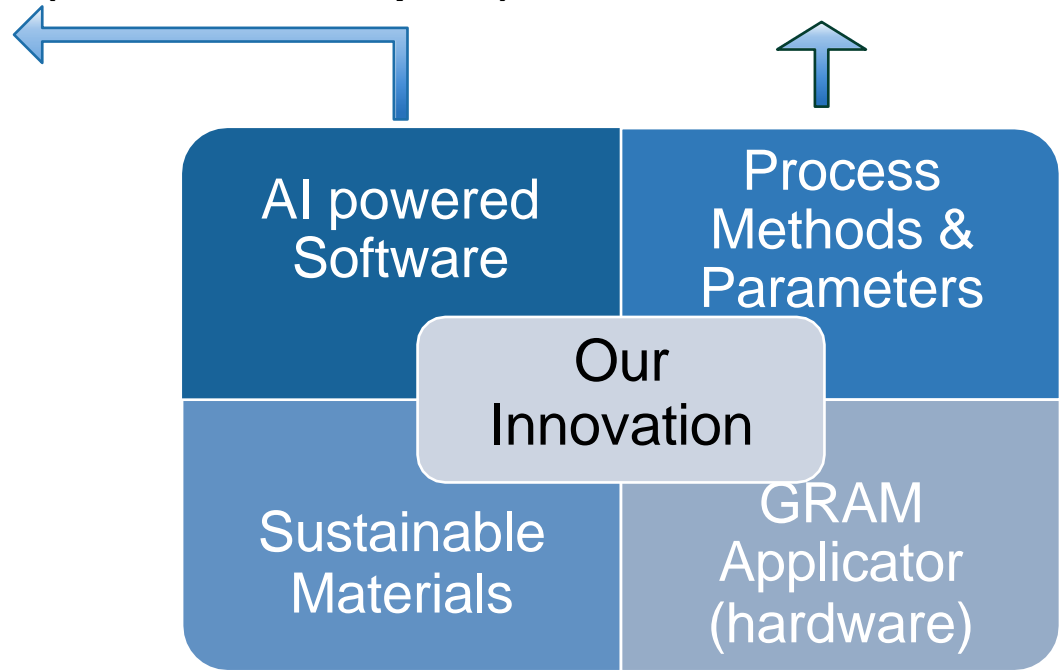 AI powered
Software
Process
Methods &
Parameters
Our
Innovation
Sustainable
Materials
GRAM
Applicator
(hardware)